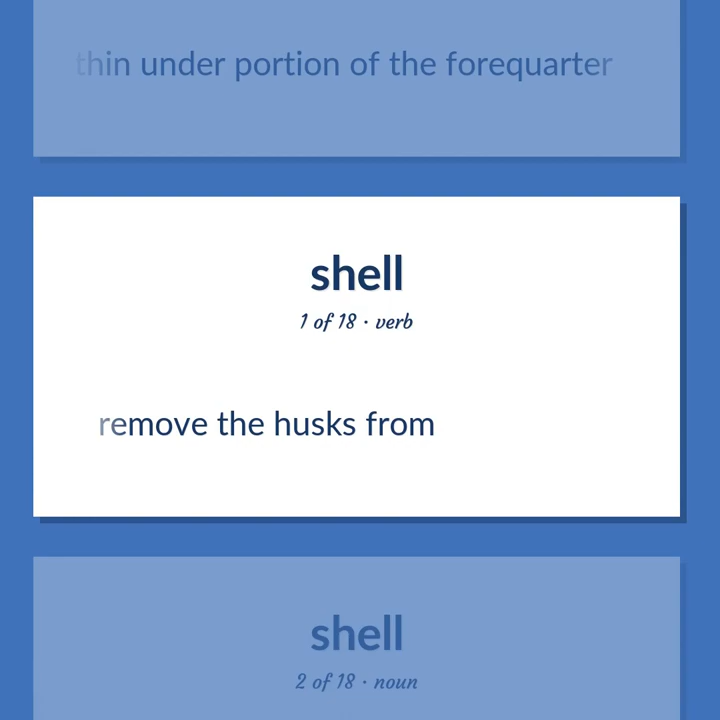 thin under portion of the forequarter
shell
1 of 18 · verb
remove the husks from
shell
2 of 18 · noun